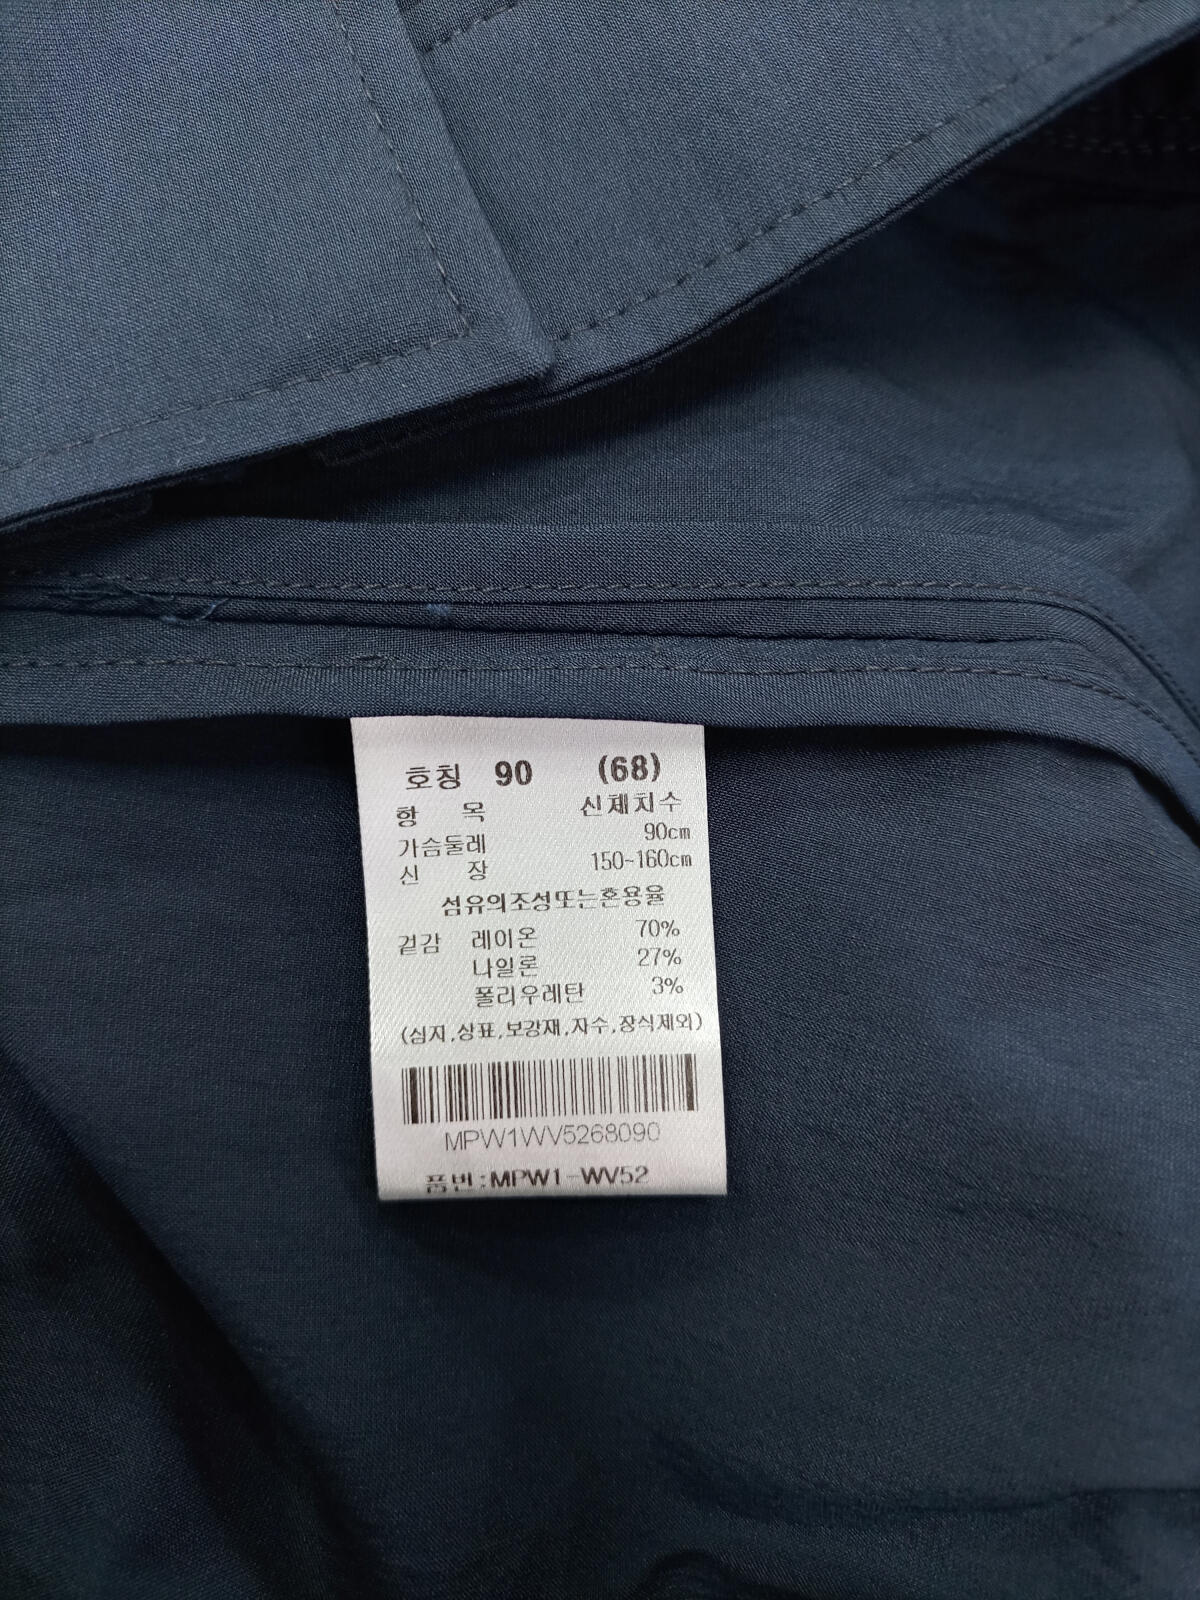 호칭 90 (68)
항 목 신체치수
가슴둘레 90cm
신 장 150~160cm
섬유의조성또는혼용율
겉감 레이온 70%
나일론 27%
폴리우레탄 3%
(심지,상표,보강재,자수,장식제외)
MPW1WV5268090
품번:MPW1-WV52